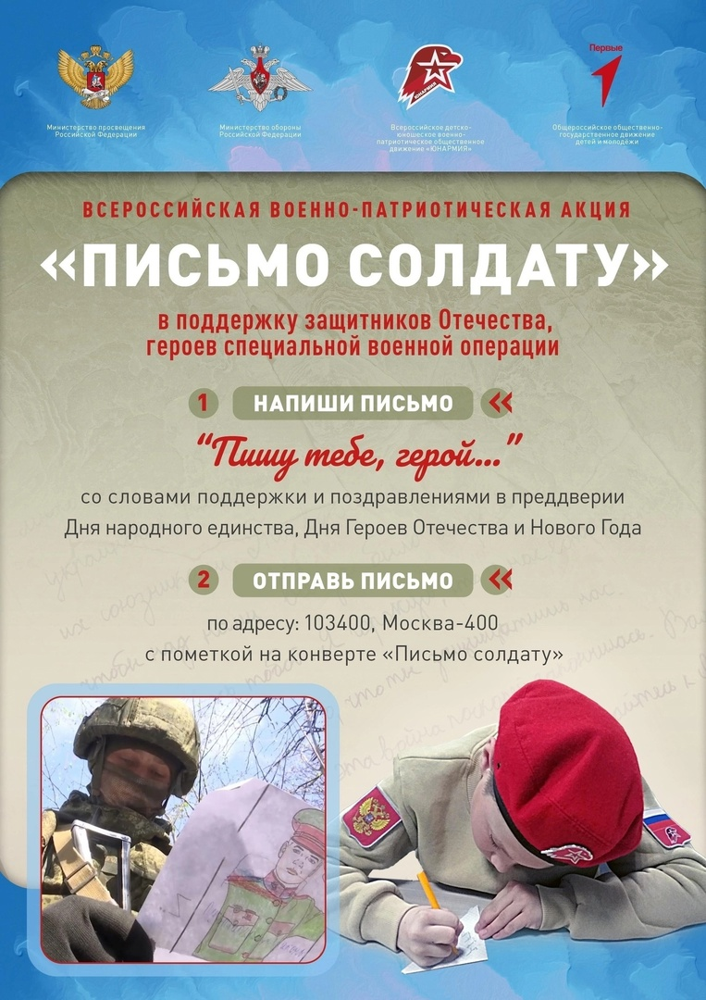 Министерство просвещения
Российской Федерации
Министерство обороны
Российской Федерации
ЮНАРМИЯ
Всероссийское детско-
юношеское военно-
патриотическое общественное
движение «ЮНАРМИЯ»
Первые
Общероссийское общественно-
государственное движение
детей и молодёжи
ВСЕРОССИЙСКАЯ ВОЕННО-ПАТРИОТИЧЕСКАЯ АКЦИЯ
«ПИСЬМО СОЛДАТУ»
в поддержку защитников Отечества,
героев специальной военной операции
1 НАПИШИ ПИСЬМО «
“Пишу тебе, герой...”
со словами поддержки и поздравлениями в преддверии
Дня народного единства, Дня Героев Отечества и Нового Года
2 ОТПРАВЬ ПИСЬМО «
по адресу: 103400, Москва-400
с пометкой на конверте «Письмо солдату»